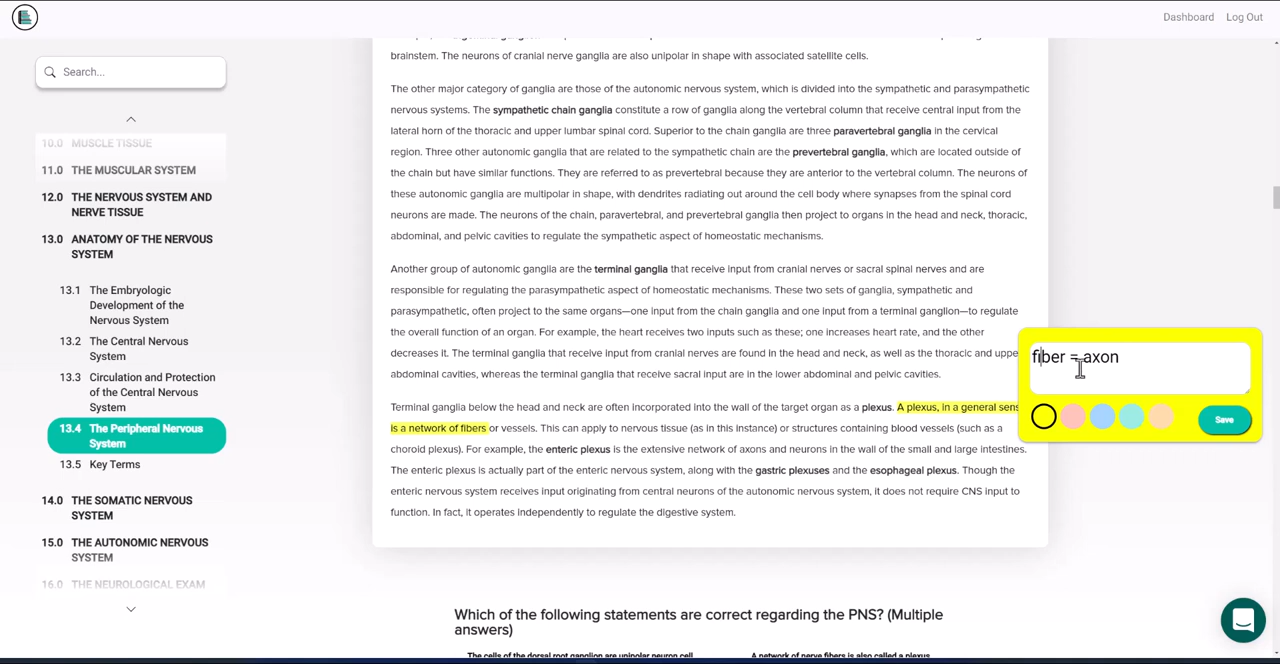 Dashboard Log Out
Search...
10.0 MUSCLE TISSUE
11.0 THE MUSCULAR SYSTEM
12.0 THE NERVOUS SYSTEM AND
NERVE TISSUE
13.0 ANATOMY OF THE NERVOUS
SYSTEM
13.1 The Embryologic
Development of the
Nervous System
13.2 The Central Nervous
System
13.3 Circulation and Protection
of the Central Nervous
System
13.4 The Peripheral Nervous
System
13.5 Key Terms
14.0 THE SOMATIC NERVOUS
SYSTEM
15.0 THE AUTONOMIC NERVOUS
SYSTEM
16.0 THE NEUROLOGICAL EXAM
brainstem. The neurons of cranial nerve ganglia are also unipolar in shape with associated satellite cells.
The other major category of ganglia are those of the autonomic nervous system, which is divided into the sympathetic and parasympathetic
nervous systems. The sympathetic chain ganglia constitute a row of ganglia along the vertebral column that receive central input from the
lateral horn of the thoracic and upper lumbar spinal cord. Superior to the chain ganglia are three paravertebral ganglia in the cervical
region. Three other autonomic ganglia that are related to the sympathetic chain are the prevertebral ganglia, which are located outside of
the chain but have similar functions. They are referred to as prevertebral because they are anterior to the vertebral column. The neurons of
these autonomic ganglia are multipolar in shape, with dendrites radiating out around the cell body where synapses from the spinal cord
neurons are made. The neurons of the chain, paravertebral, and prevertebral ganglia then project to organs in the head and neck, thoracic,
abdominal, and pelvic cavities to regulate the sympathetic aspect of homeostatic mechanisms.
Another group of autonomic ganglia are the terminal ganglia that receive input from cranial nerves or sacral spinal nerves and are
responsible for regulating the parasympathetic aspect of homeostatic mechanisms. These two sets of ganglia, sympathetic and
parasympathetic, often project to the same organs—one input from the chain ganglia and one input from a terminal ganglion—to regulate
the overall function of an organ. For example, the heart receives two inputs such as these; one increases heart rate, and the other
decreases it. The terminal ganglia that receive input from cranial nerves are found in the head and neck, as well as the thoracic and uppe
abdominal cavities, whereas the terminal ganglia that receive sacral input are in the lower abdominal and pelvic cavities.
Terminal ganglia below the head and neck are often incorporated into the wall of the target organ as a plexus. A plexus, in a general sens
is a network of fibers or vessels. This can apply to nervous tissue (as in this instance) or structures containing blood vessels (such as a
choroid plexus). For example, the enteric plexus is the extensive network of axons and neurons in the wall of the small and large intestines.
The enteric plexus is actually part of the enteric nervous system, along with the gastric plexuses and the esophageal plexus. Though the
enteric nervous system receives input originating from central neurons of the autonomic nervous system, it does not require CNS input to
function. In fact, it operates independently to regulate the digestive system.
fiber = axon
Save
Which of the following statements are correct regarding the PNS? (Multiple
answers)
The cells of the dorsal root ganglion are unipolar neuron cell
A network of nerve fibers is also called a plexus